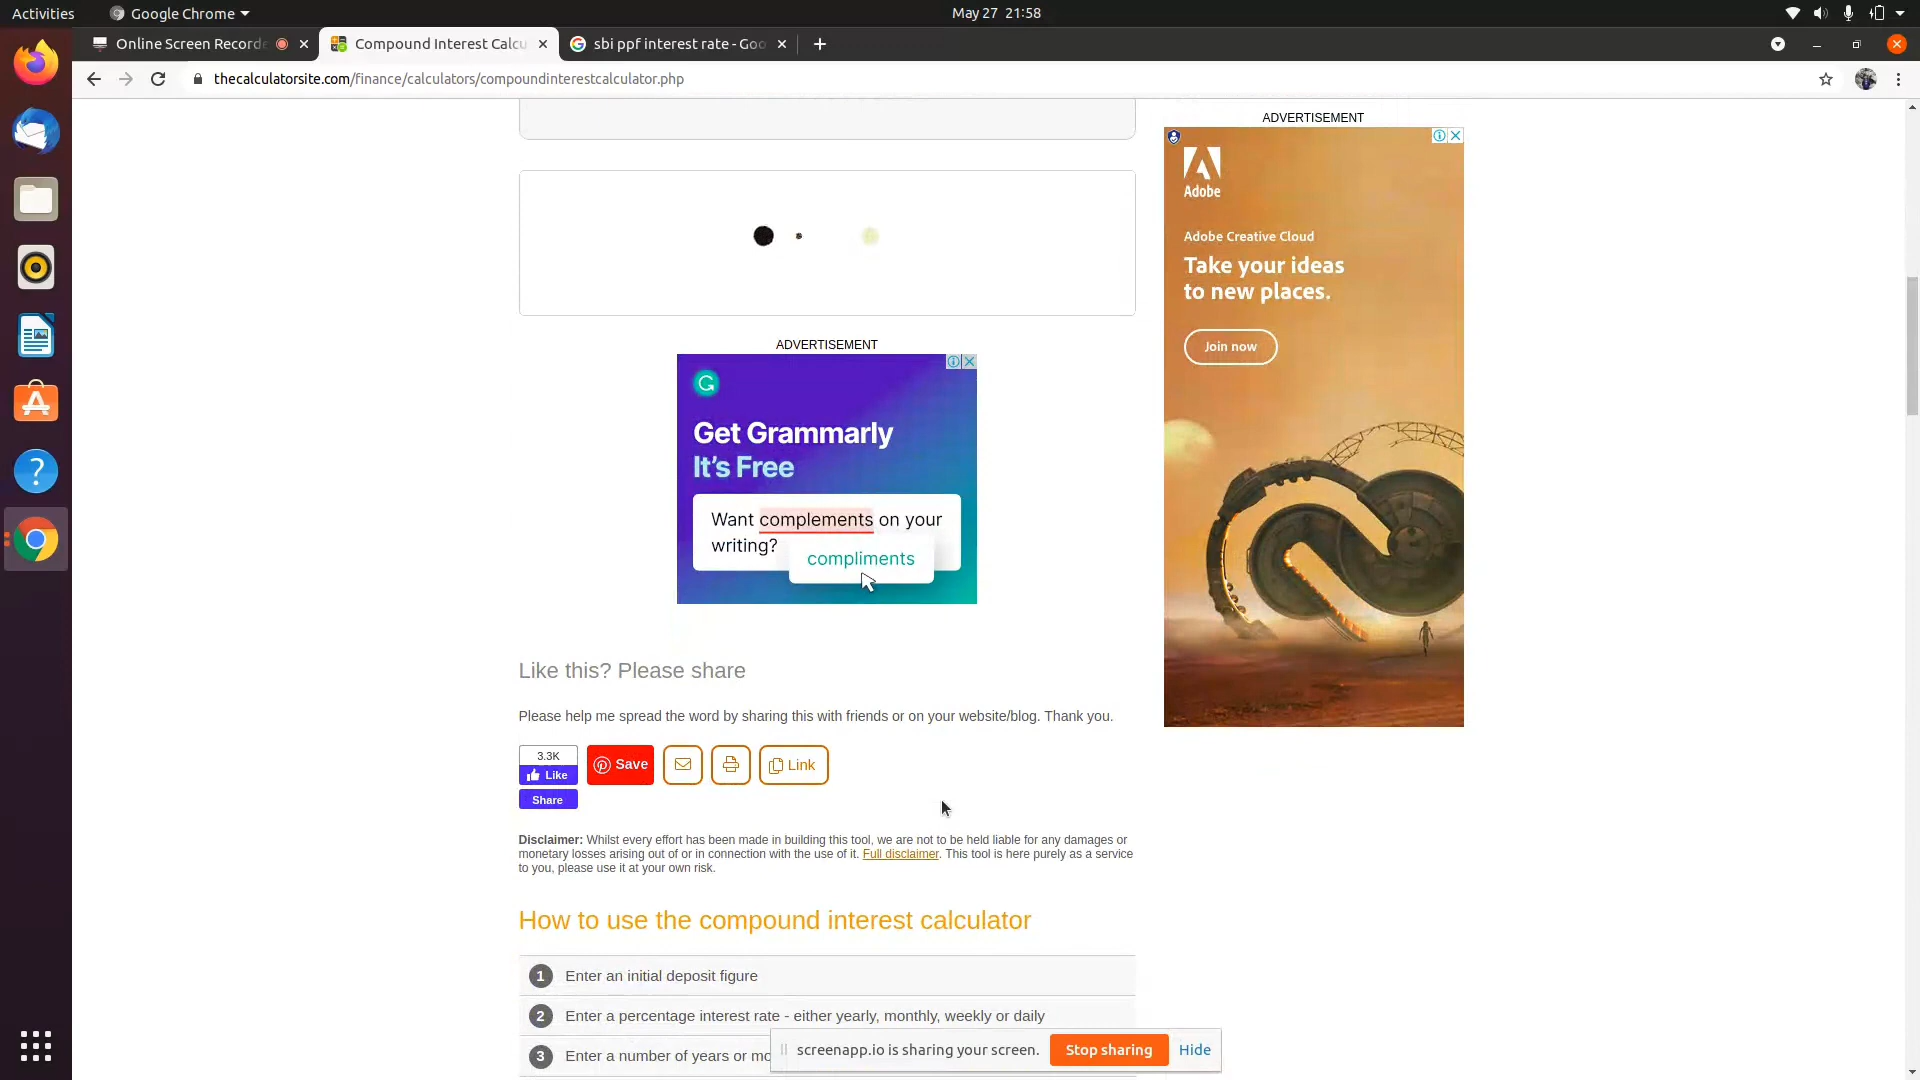 Activities
Google Chrome
May 27 21:58
Online Screen Recorde
Compound Interest Calcu
sbi ppf interest rate - Goo
thecalculatorsite.com/finance/calculators/compoundinterestcalculator.php
ADVERTISEMENT
Adobe
Adobe Creative Cloud
Take your ideas
to new places.
Join now
ADVERTISEMENT
Get Grammarly
It's Free
Want complements on your
writing?
compliments
Like this? Please share
Please help me spread the word by sharing this with friends or on your website/blog. Thank you.
3.3K
Like
Save
Link
Share
Disclaimer: Whilst every effort has been made in building this tool, we are not to be held liable for any damages or
monetary losses arising out of or in connection with the use of it. Full disclaimer. This tool is here purely as a service
to you, please use it at your own risk.
How to use the compound interest calculator
1 Enter an initial deposit figure
2 Enter a percentage interest rate - either yearly, monthly, weekly or daily
3 Enter a number of years or mo
screenapp.io is sharing your screen.
Stop sharing
Hide